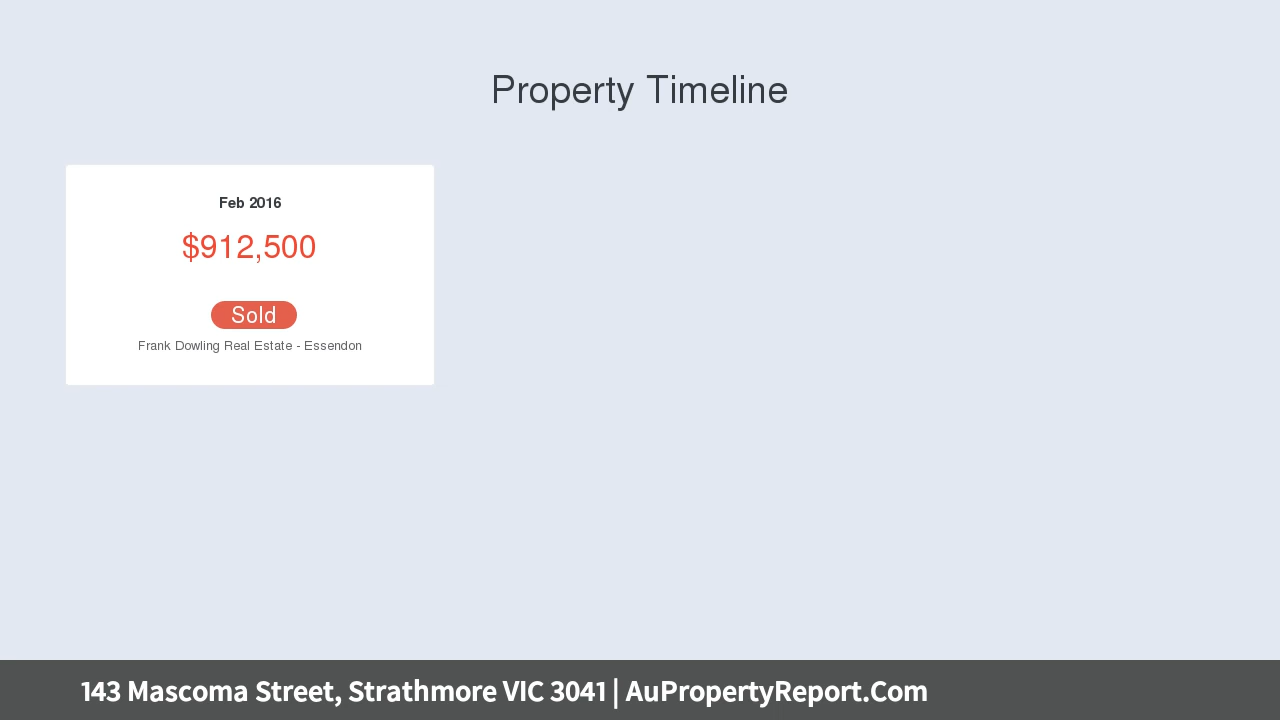 Property Timeline
Feb 2016
$912,500
Sold
Frank Dowling Real Estate - Essendon
143 Mascoma Street, Strathmore VIC 3041 | AuPropertyReport.Com